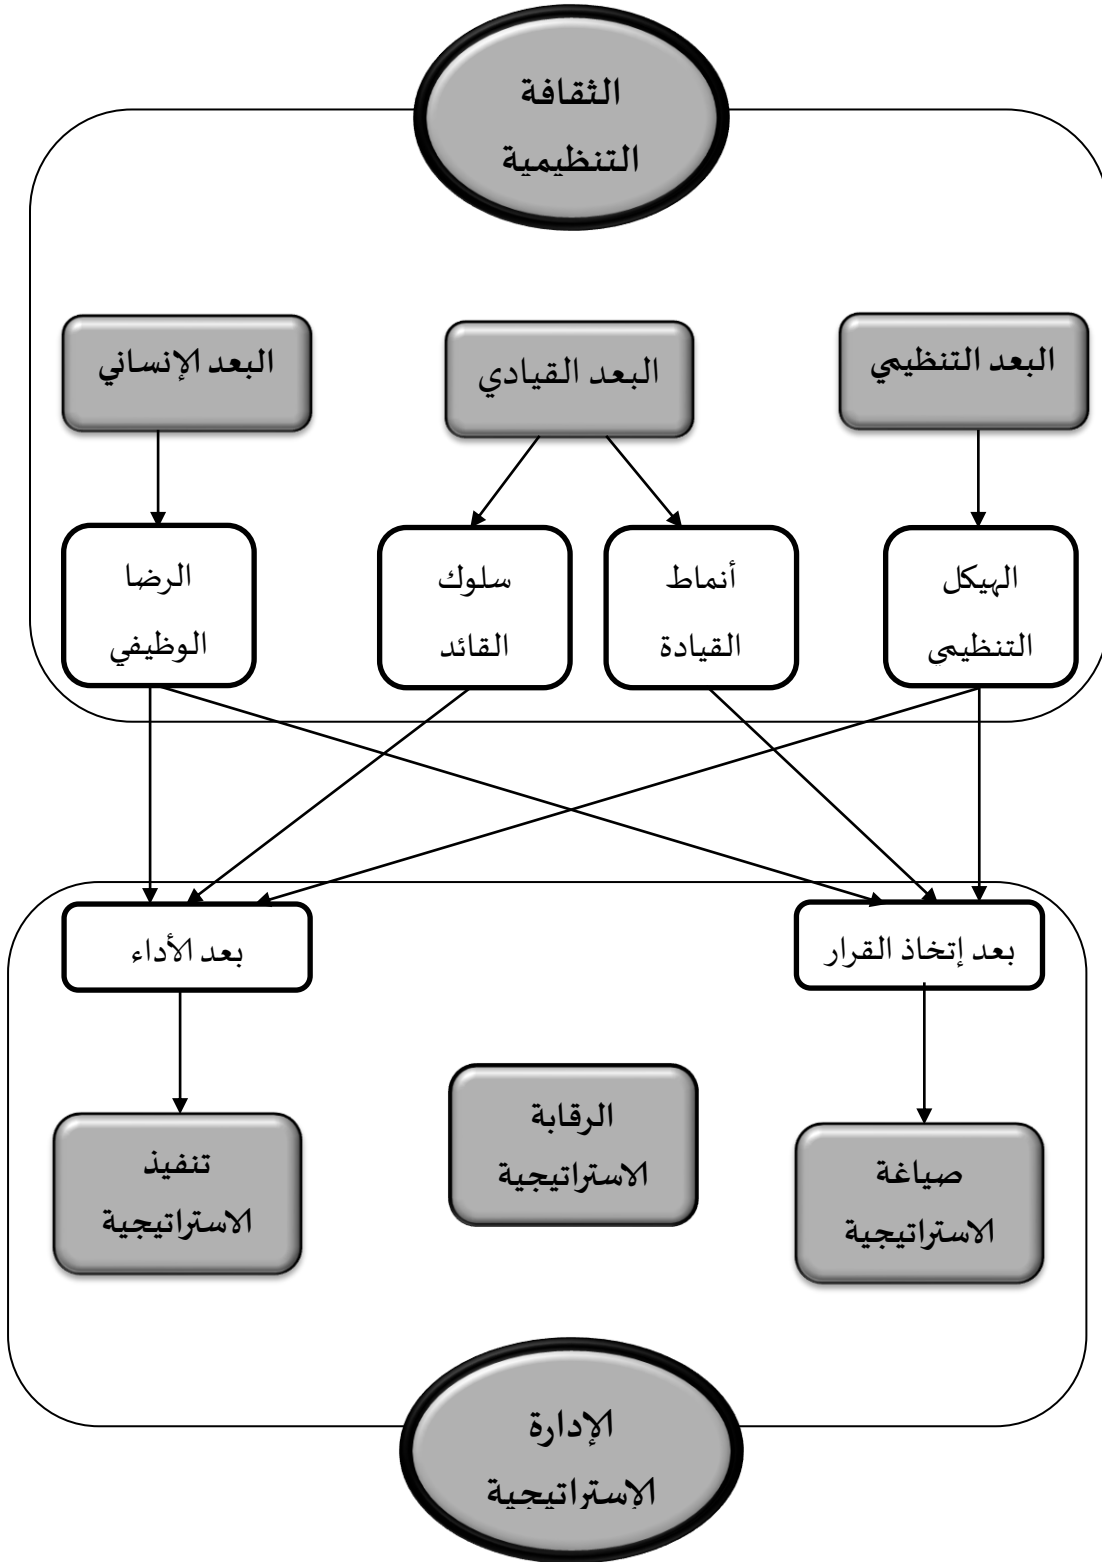 الثقافة
التنظيمية
البعد التنظيمي
البعد القيادي
البعد الإنساني
الهيكل
التنظيمي
أنماط
القيادة
سلوك
القائد
الرضا
الوظيفي
بعد إتخاذ القرار
بعد الأداء
صياغة
الاستراتيجية
الرقابة
الاستراتيجية
تنفيذ
الاستراتيجية
الإدارة
الإستراتيجية